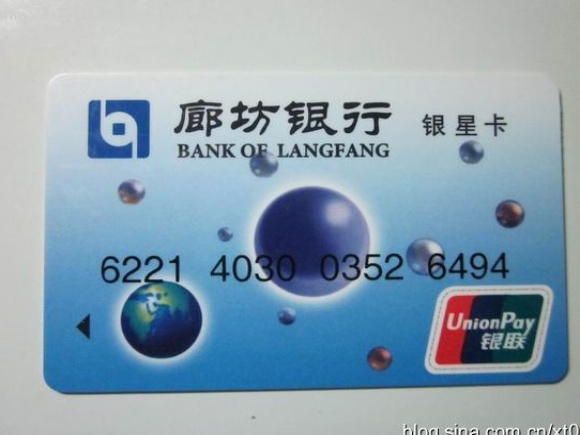 廊坊银行 银星卡
BANK OF LANGFANG
6221 4030 0352 6494
UnionPay
银联
blog.sina.com.cn/xt0